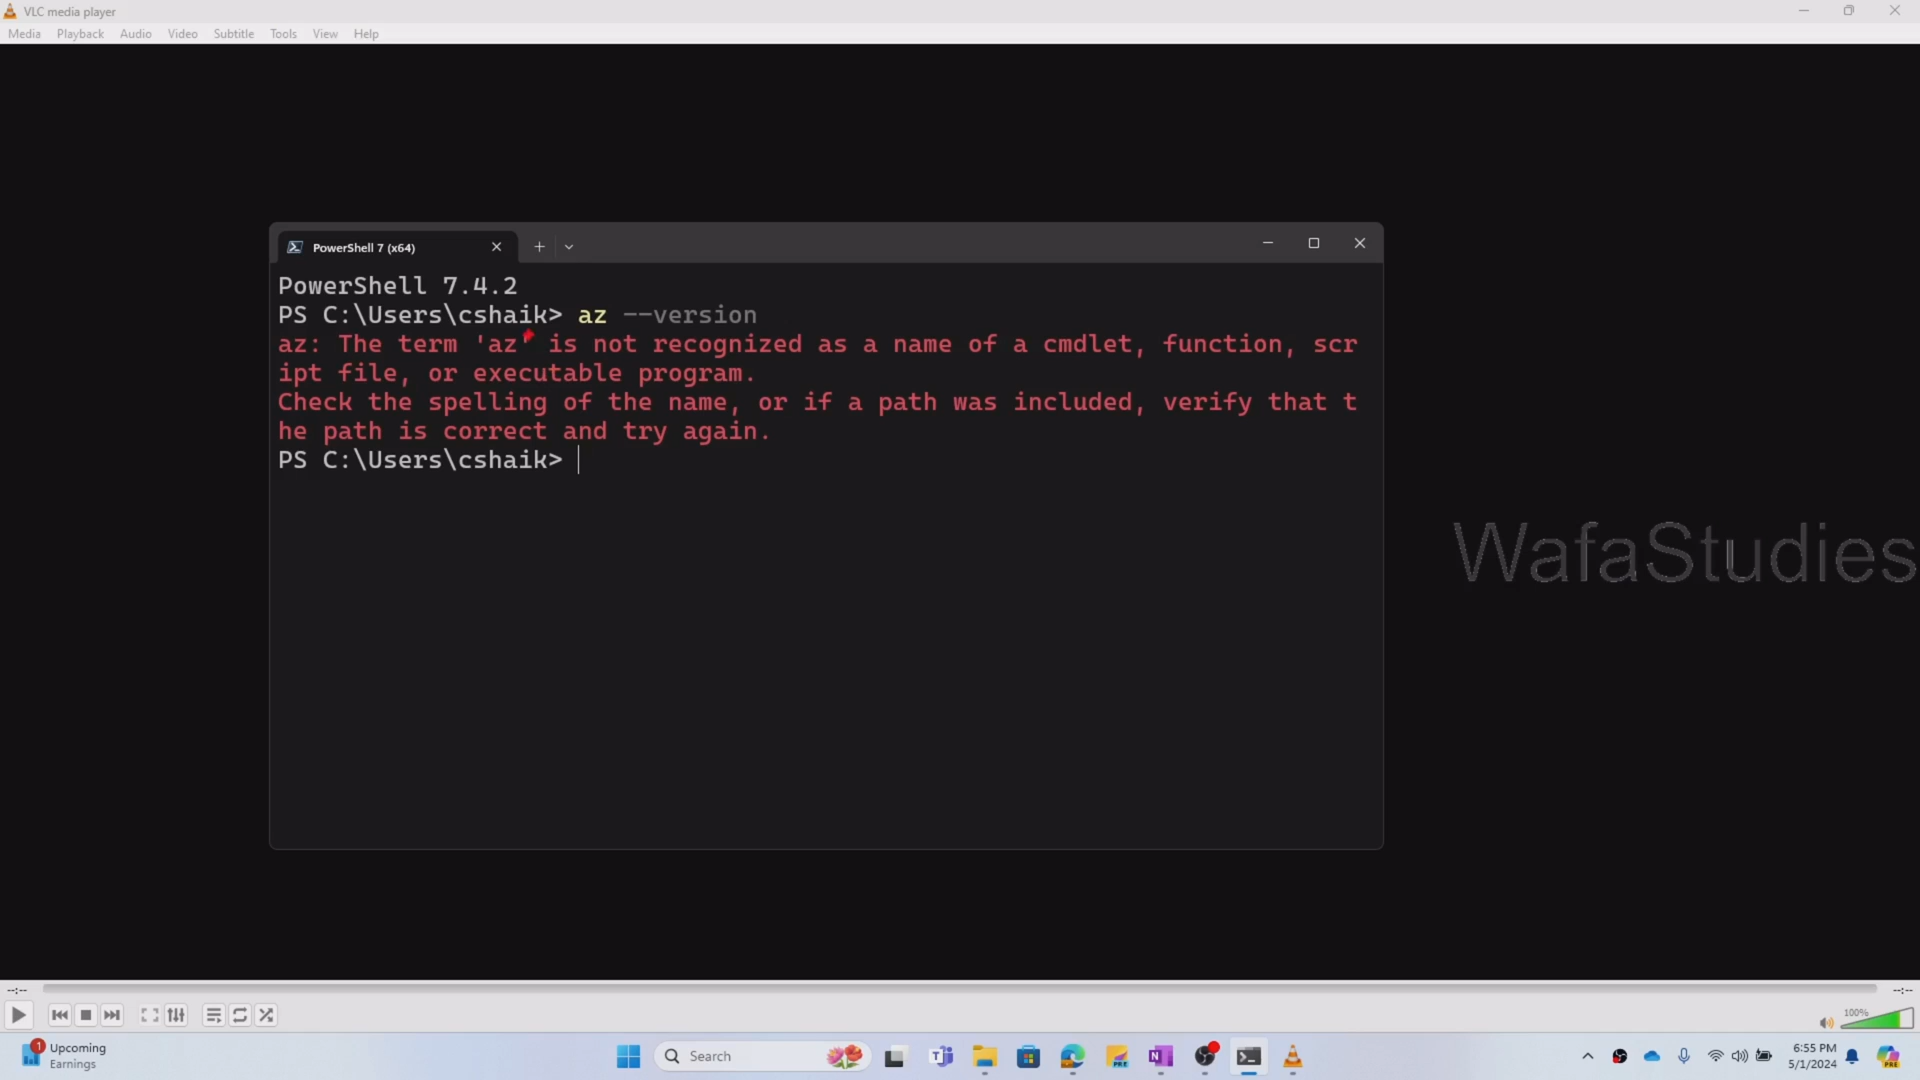 VLC media player
Media Playback Audio Video Subtitle Tools View Help
PowerShell 7 (x64)
PowerShell 7.4.2
PS C:\Users\cshaik> az --version
az: The term 'az' is not recognized as a name of a cmdlet, function, scr
ipt file, or executable program.
Check the spelling of the name, or if a path was included, verify that t
he path is correct and try again.
PS C:\Users\cshaik>
WafaStudies
--:-- --:--
100%
1
Upcoming
Earnings
Search
6:55 PM
5/1/2024